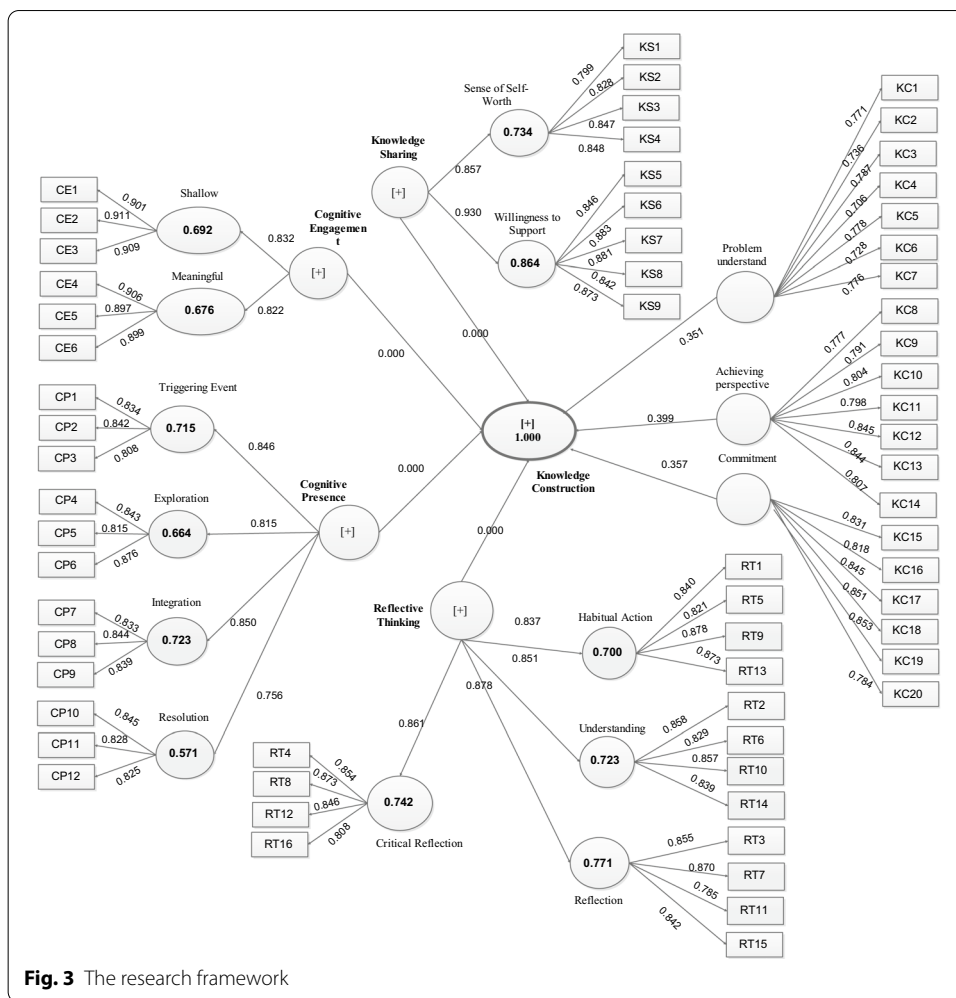 KS1
KS2
KS3
KS4
KS5
KS6
KS7
KS8
KS9
0.799
0.828
0.847
0.848
0.846
0.883
0.881
0.842
0.873
Sense of Self-
Worth
0.734
Willingness to
Support
0.864
Knowledge
Sharing
[+]
0.857
0.930
0.000
CE1
CE2
CE3
CE4
CE5
CE6
0.901
0.911
0.909
0.906
0.897
0.899
Shallow
0.692
Meaningful
0.676
0.832
0.822
Cognitive
Engagemen
t
[+]
0.000
CP1
CP2
CP3
CP4
CP5
CP6
CP7
CP8
CP9
CP10
CP11
CP12
0.834
0.842
0.808
0.843
0.815
0.876
0.833
0.844
0.839
0.845
0.828
0.825
Triggering Event
0.715
Exploration
0.664
Integration
0.723
Resolution
0.571
0.846
0.815
0.850
0.756
Cognitive
Presence
[+]
0.000
[+]
1.000
Knowledge
Construction
KC1
KC2
KC3
KC4
KC5
KC6
KC7
KC8
KC9
KC10
KC11
KC12
KC13
KC14
KC15
KC16
KC17
KC18
KC19
KC20
0.771
0.736
0.787
0.706
0.778
0.728
0.776
0.777
0.791
0.804
0.798
0.845
0.844
0.807
0.831
0.818
0.845
0.851
0.853
0.784
Problem
understand
Achieving
perspective
Commitment
0.351
0.399
0.357
Reflective
Thinking
[+]
0.000
0.837
0.851
0.878
0.861
Habitual Action
0.700
Understanding
0.723
Reflection
0.771
Critical Reflection
0.742
RT1
RT5
RT9
RT13
0.840
0.821
0.878
0.873
RT2
RT6
RT10
RT14
0.858
0.829
0.857
0.839
RT3
RT7
RT11
RT15
0.855
0.870
0.785
0.842
RT4
RT8
RT12
RT16
0.854
0.873
0.846
0.808
Fig. 3 The research framework